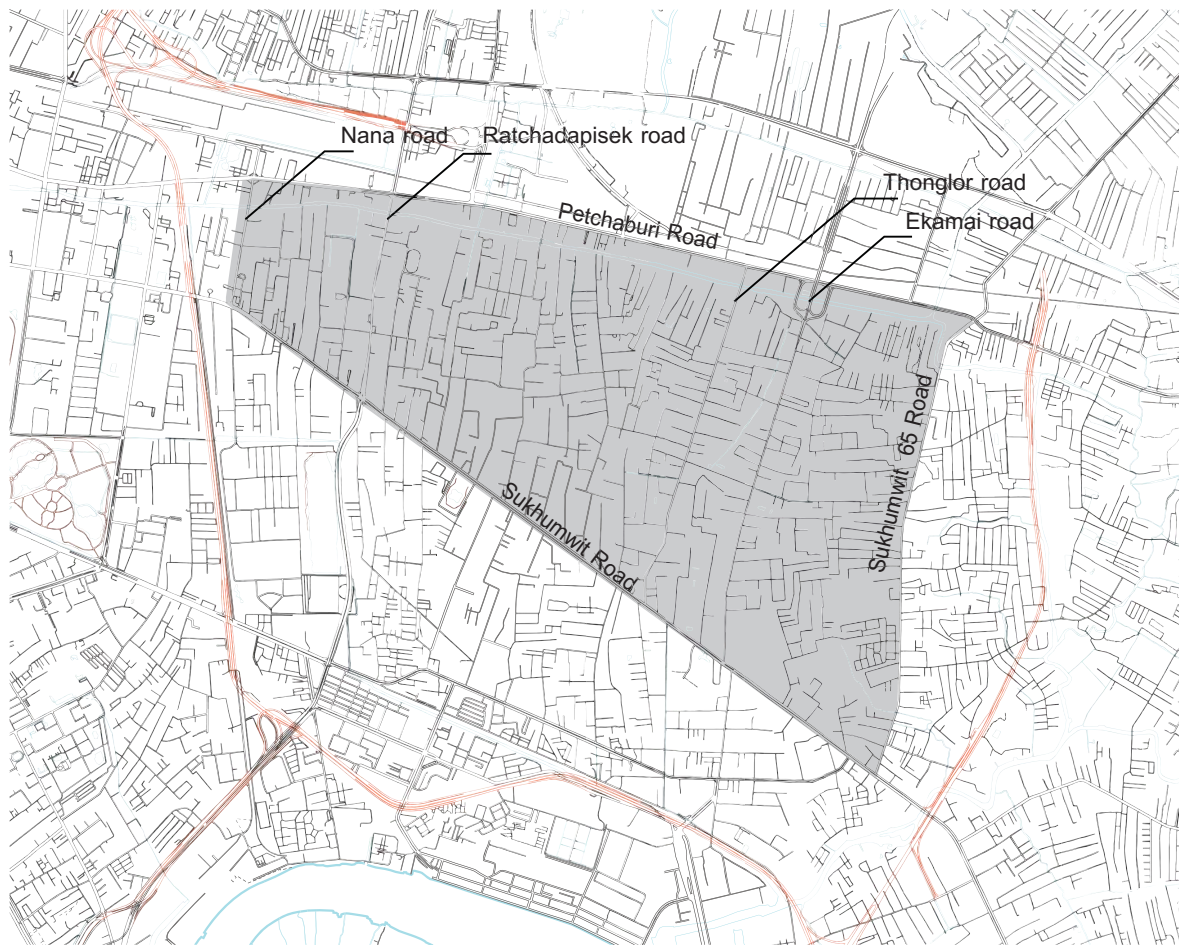 Nana road
Ratchadapisek road
Thonglor road
Petchaburi Road
Ekamai road
Sukhumwit 65 Road
Sukhumwit Road